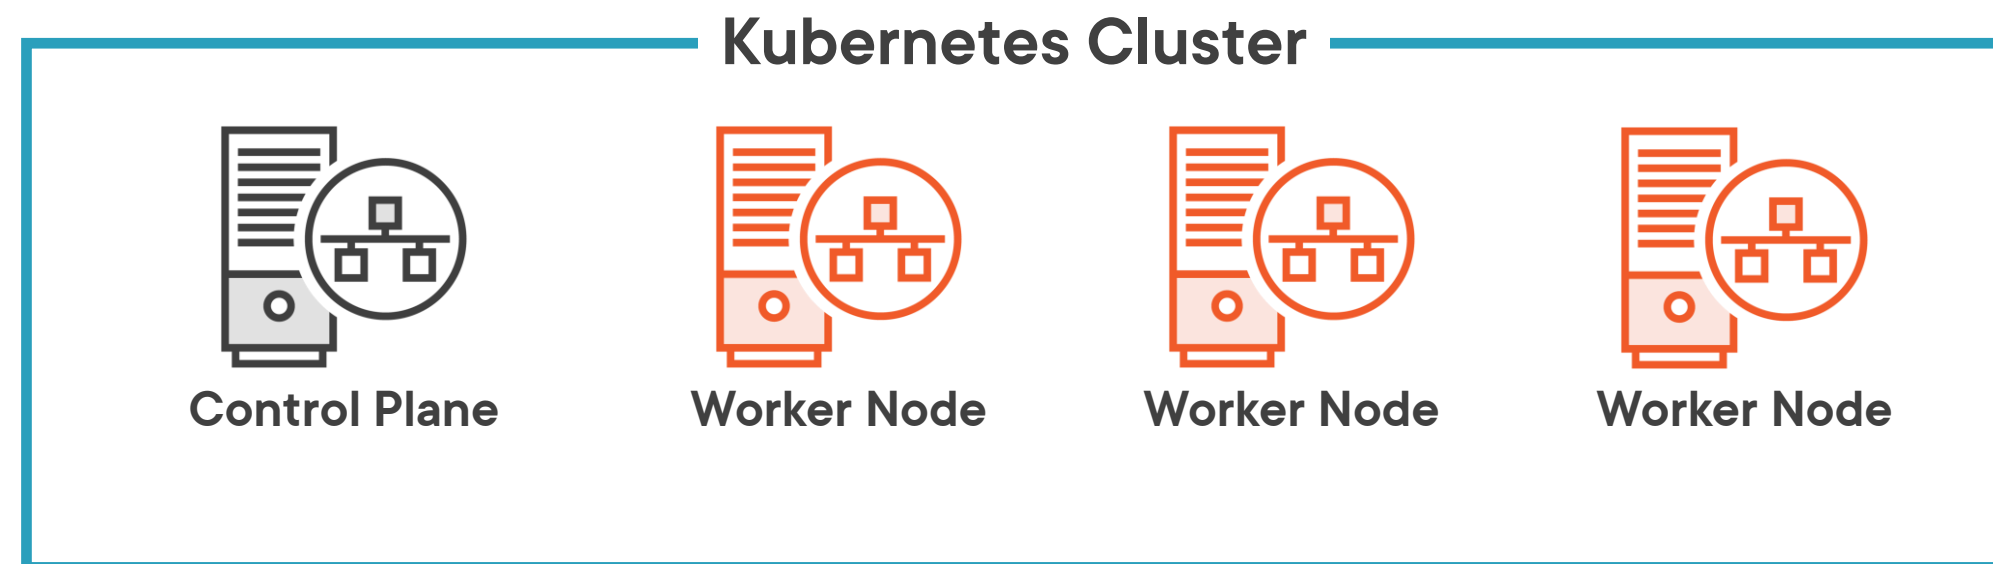 Kubernetes Cluster
Control Plane
Worker Node
Worker Node
Worker Node